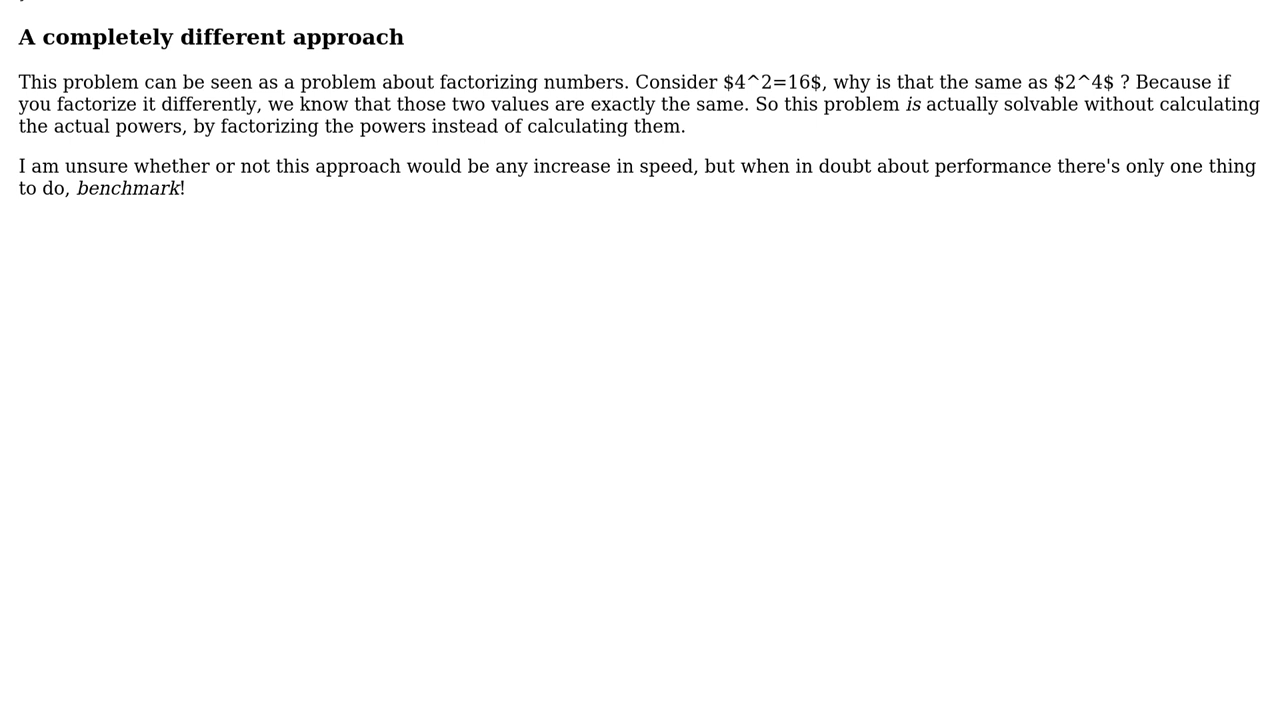 A completely different approach
This problem can be seen as a problem about factorizing numbers. Consider $4^2=16$, why is that the same as $2^4$ ? Because if
you factorize it differently, we know that those two values are exactly the same. So this problem is actually solvable without calculating
the actual powers, by factorizing the powers instead of calculating them.
I am unsure whether or not this approach would be any increase in speed, but when in doubt about performance there's only one thing
to do, benchmark!